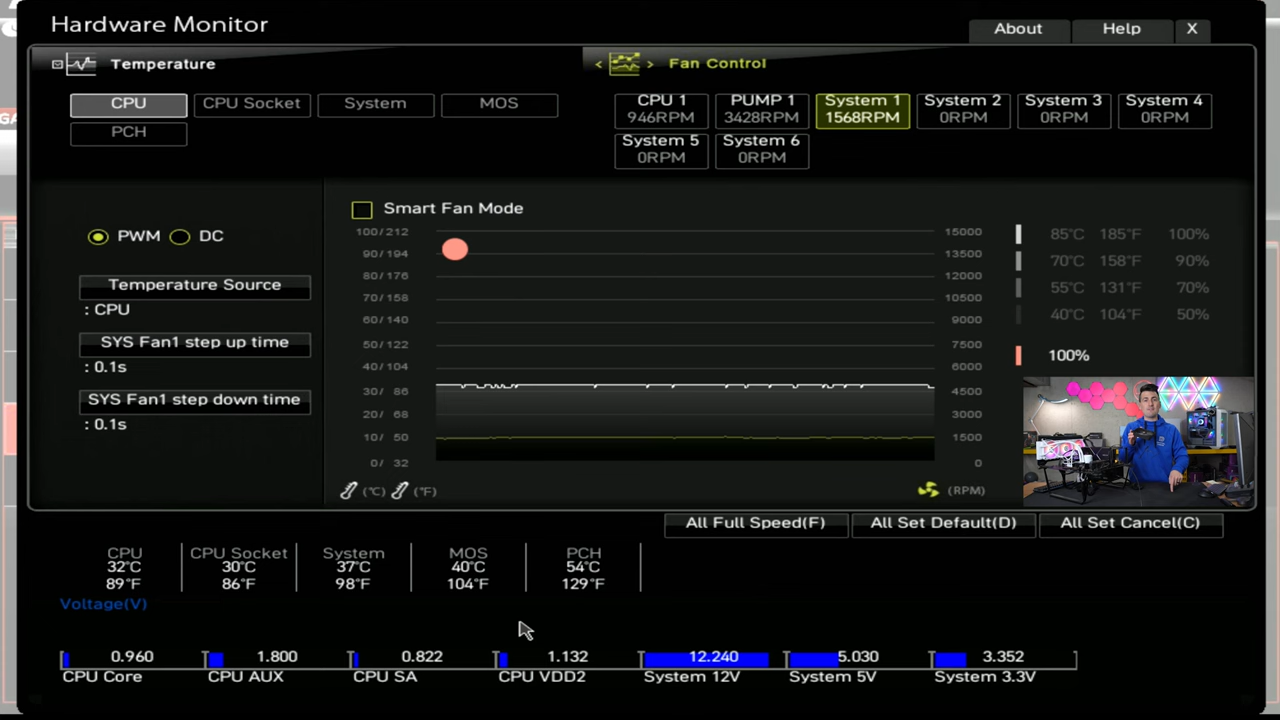 Hardware Monitor
About
Help
X
Temperature
< > Fan Control
CPU
CPU Socket
System
MOS
PCH
CPU 1
946RPM
PUMP 1
3428RPM
System 1
1568RPM
System 2
0RPM
System 3
0RPM
System 4
0RPM
System 5
0RPM
System 6
0RPM
Smart Fan Mode
PWM
DC
Temperature Source
: CPU
SYS Fan1 step up time
: 0.1s
SYS Fan1 step down time
: 0.1s
100/212
90/194
80/176
70/158
60/140
50/122
40/104
30/ 86
20/ 68
10/ 50
0/ 32
(°C)
(°F)
15000
13500
12000
10500
9000
7500
6000
4500
3000
1500
0
(RPM)
85°C 185°F 100%
70°C 158°F 90%
55°C 131°F 70%
40°C 104°F 50%
100%
All Full Speed(F)
All Set Default(D)
All Set Cancel(C)
CPU
32°C
89°F
CPU Socket
30°C
86°F
System
37°C
98°F
MOS
40°C
104°F
PCH
54°C
129°F
Voltage(V)
0.960
CPU Core
1.800
CPU AUX
0.822
CPU SA
1.132
CPU VDD2
12.240
System 12V
5.030
System 5V
3.352
System 3.3V